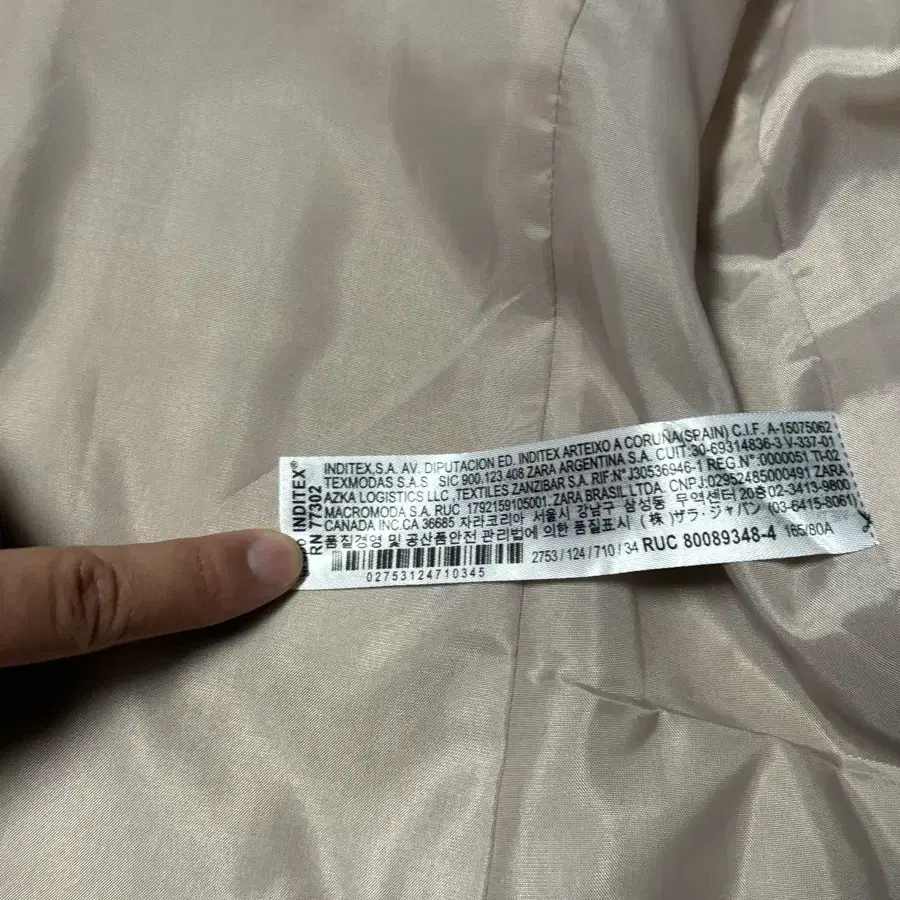 INDITEX®
RN 77302
INDITEX,S.A. AV. DIPUTACION ED. INDITEX ARTEIXO A CORUÑA(SPAIN) C.I.F. A-15075062
TEXMODAS S.A.S SIC 900.123.408 ZARA ARGENTINA S.A. CUIT:30-69314836-3 V-337-01
AZKA LOGISTICS LLC ,TEXTILES ZANZIBAR S.A. RIF:N° J30536946-1 REG.N° 0000051 TI-02
MACROMODA S.A. RUC 1792159105001. ZARA BRASIL LTDA. CNPJ:02952485000491 ZARA
CANADA INC.CA 36685 자라코리아 서울시 강남구 삼성동 무역센터 20층 02-3413-9800
품질경영 및 공산품안전 관리법에 의한 품질표시 (株)ザラ・ジャパン (03-6415-8061)
02753124710345
2753 / 124 / 710 / 34 RUC 80089348-4 165/80A